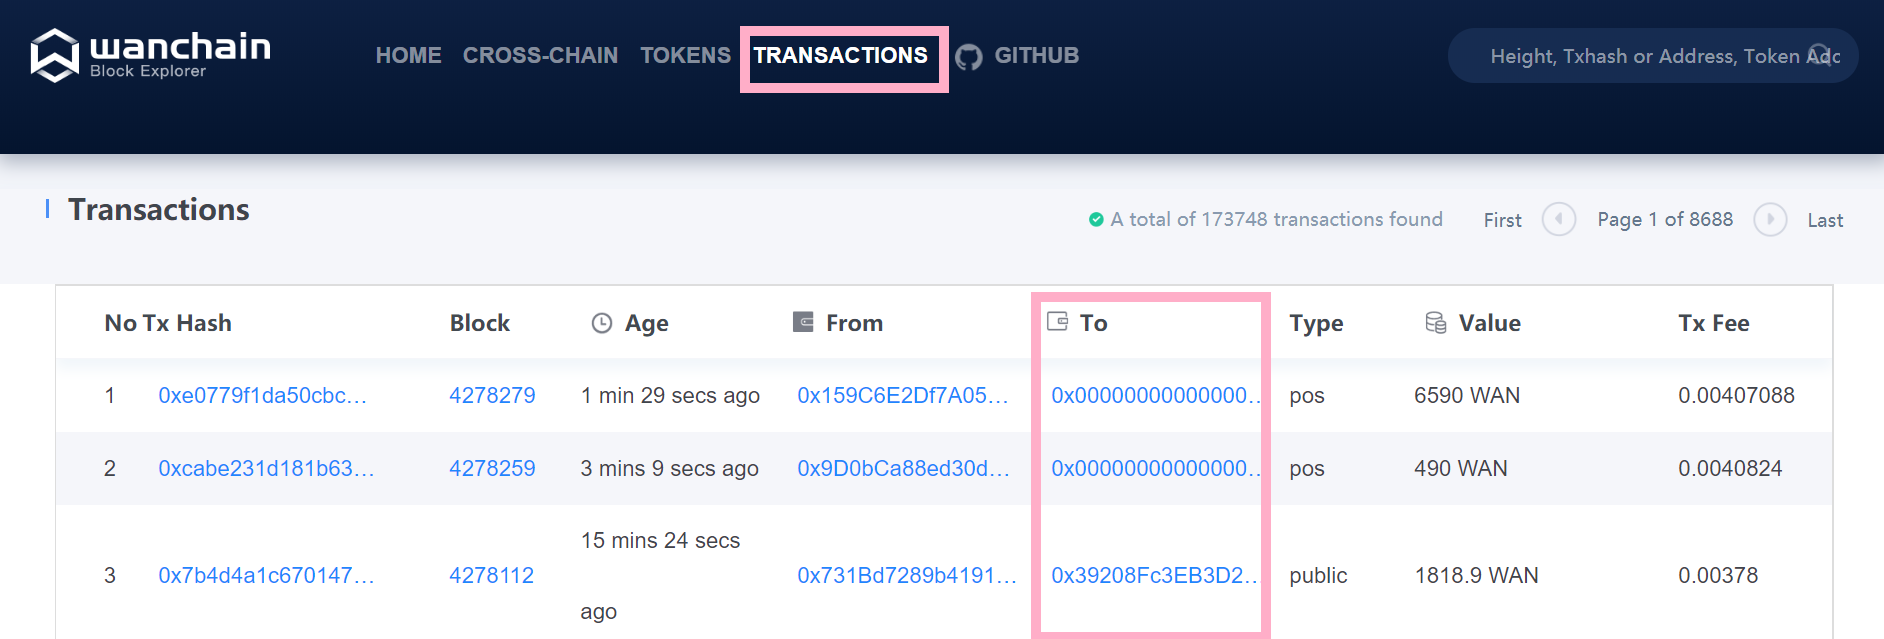 wanchain
Block Explorer
HOME CROSS-CHAIN TOKENS TRANSACTIONS GITHUB
Height, Txhash or Address, Token Adc
Transactions
A total of 173748 transactions found First Page 1 of 8688 Last
No Tx Hash Block Age From To Type Value Tx Fee
1 0xe0779f1da50cbc... 4278279 1 min 29 secs ago 0x159C6E2Df7A05... 0x00000000000000... pos 6590 WAN 0.00407088
2 0xcabe231d181b63... 4278259 3 mins 9 secs ago 0x9D0bCa88ed30d... 0x00000000000000... pos 490 WAN 0.0040824
3 0x7b4d4a1c670147... 4278112 15 mins 24 secs ago 0x731Bd7289b4191... 0x39208Fc3EB3D2... public 1818.9 WAN 0.00378